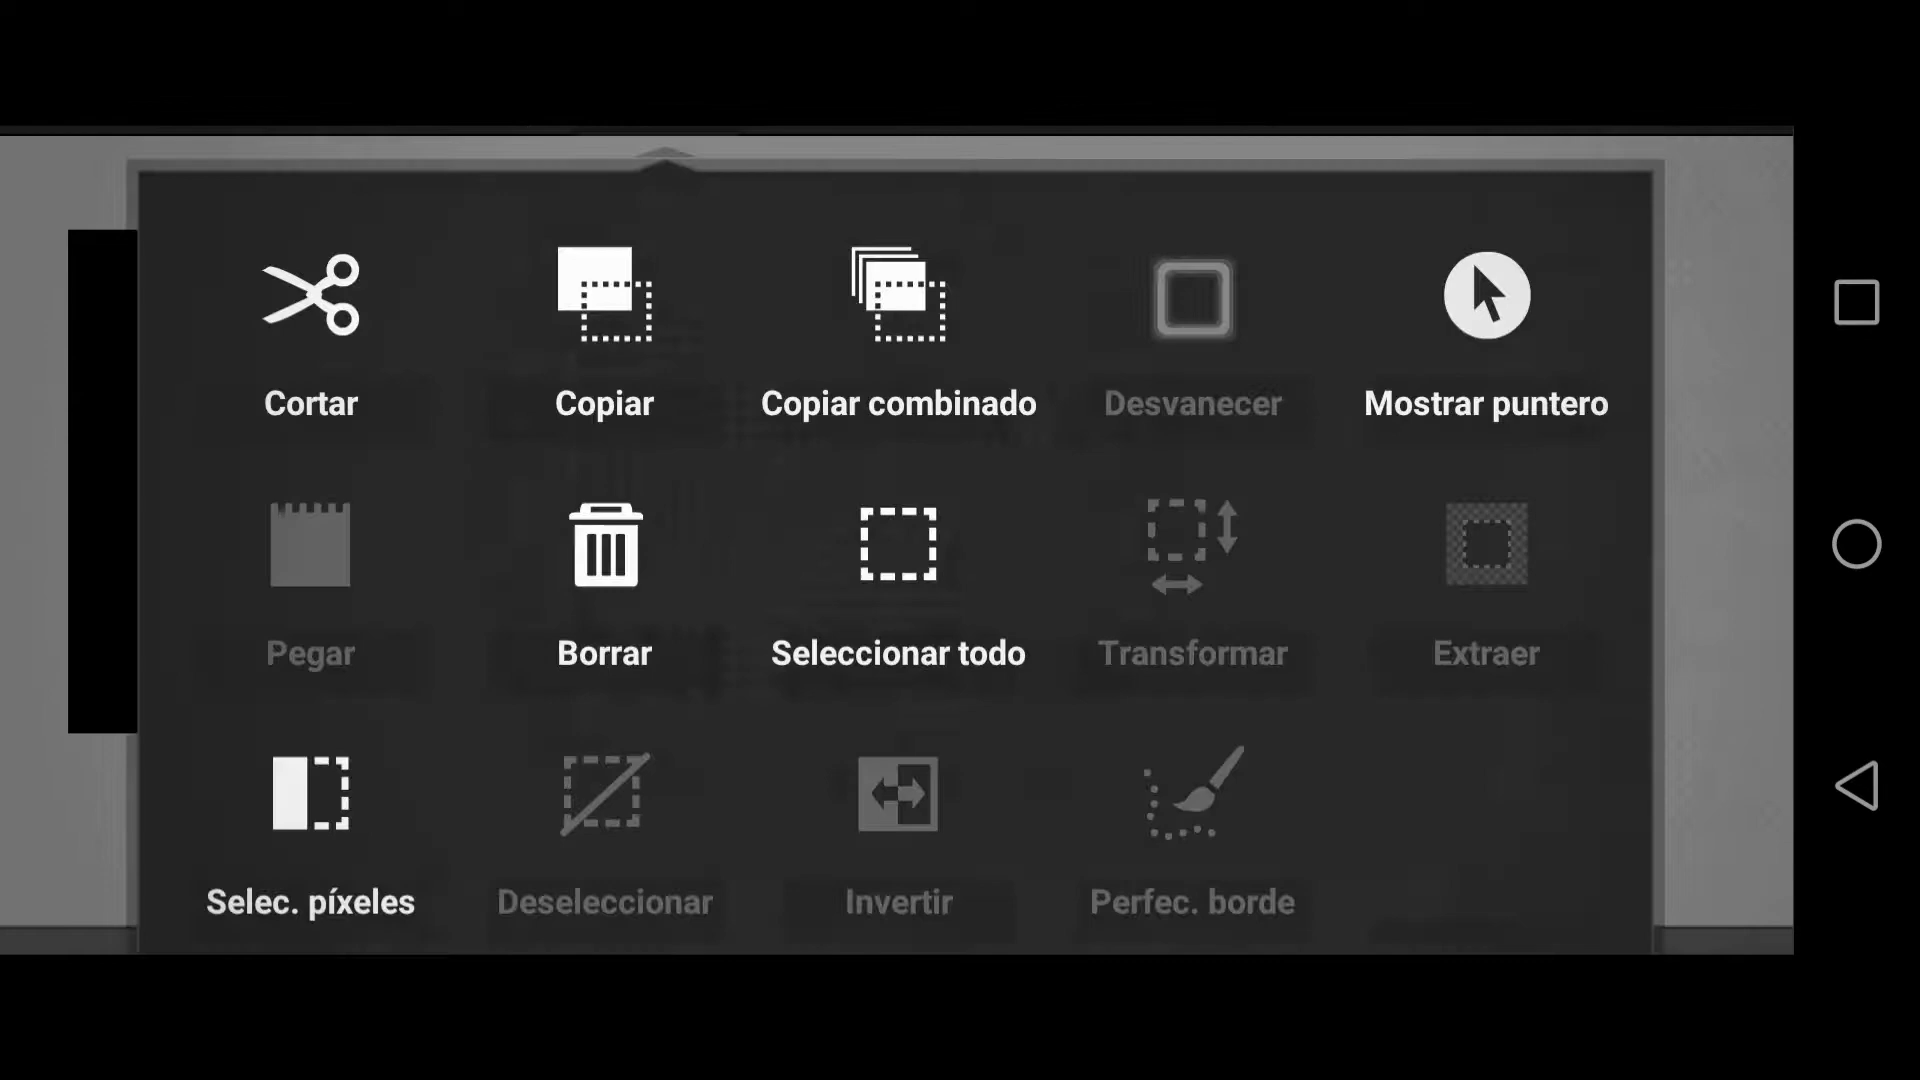 Cortar
Copiar
Copiar combinado
Desvanecer
Mostrar puntero
Pegar
Borrar
Seleccionar todo
Transformar
Extraer
Selec. píxeles
Deseleccionar
Invertir
Perfec. borde